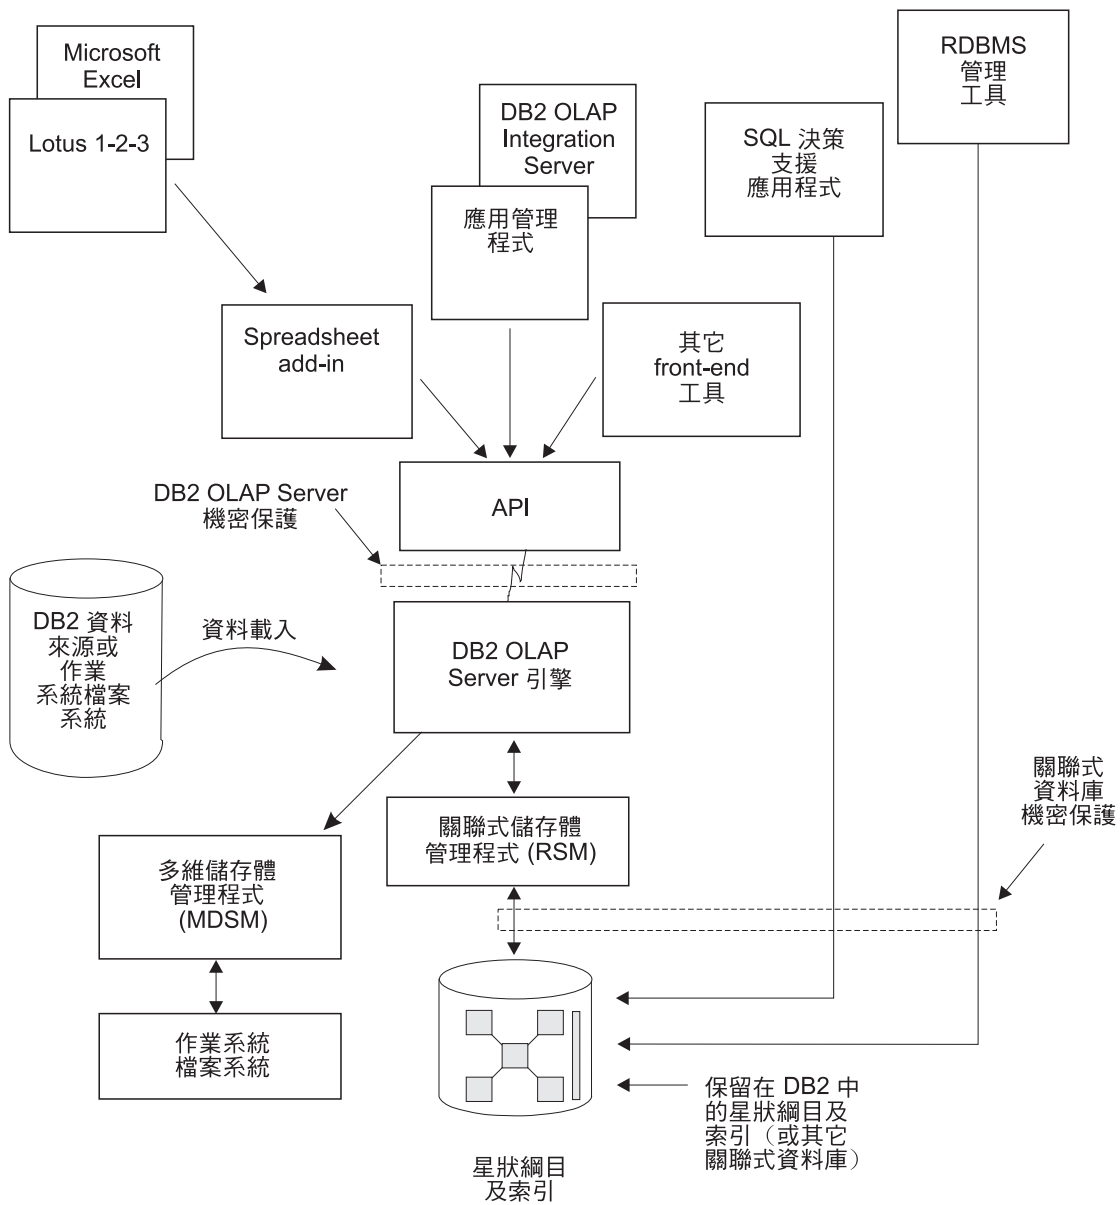 Microsoft
Excel
Lotus 1-2-3
DB2 OLAP
Integration
Server
應用管理
程式
SQL 決策
支援
應用程式
RDBMS
管理
工具
Spreadsheet
add-in
其它
front-end
工具
API
DB2 OLAP Server
機密保護
DB2 資料
來源或
作業
系統檔案
系統
資料載入
DB2 OLAP
Server 引擎
關聯式
資料庫
機密保護
關聯式儲存體
管理程式 (RSM)
多維儲存體
管理程式
(MDSM)
作業系統
檔案系統
保留在 DB2 中
的星狀綱目及
索引（或其它
關聯式資料庫）
星狀綱目
及索引